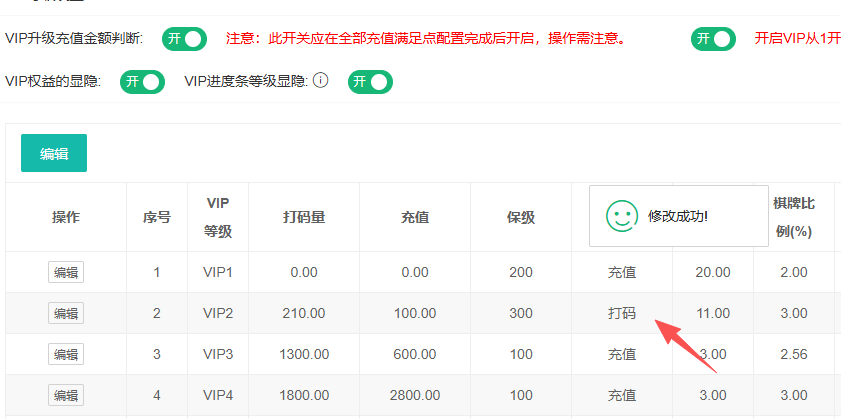 VIP升级充值金额判断: 开 注意：此开关应在全部充值满足点配置完成后开启，操作需注意。 开 开启VIP从1开
VIP权益的显隐: 开 VIP进度条等级显隐: 开
编辑
操作 序号 VIP等级 打码量 充值 保级 棋牌比例(%)
修改成功!
编辑 1 VIP1 0.00 0.00 200 充值 20.00 2.00
编辑 2 VIP2 210.00 100.00 300 打码 11.00 3.00
编辑 3 VIP3 1300.00 600.00 100 充值 3.00 2.56
编辑 4 VIP4 1800.00 2800.00 100 充值 3.00 3.00